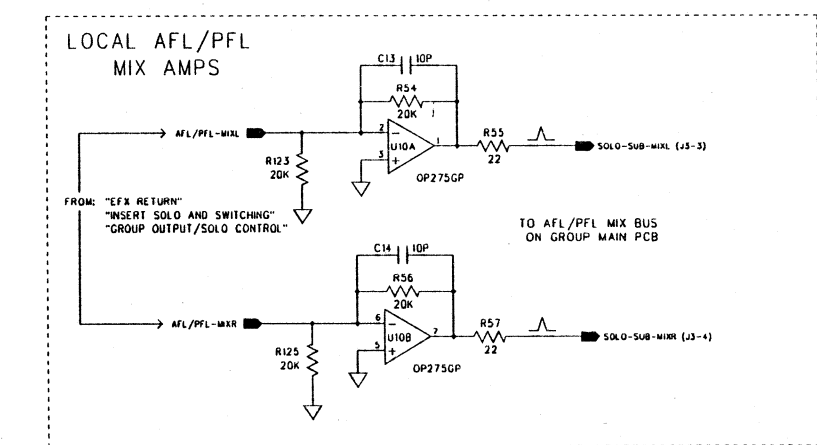 LOCAL AFL/PFL
MIX AMPS
C13 10P
R54
20K
AFL/PFL-MIXL
2
-
U10A
1
3
+
OP275GP
R123
20K
R55
22
SOLO-SUB-MIXL (J3-3)
FROM: "EFX RETURN"
"INSERT SOLO AND SWITCHING"
"GROUP OUTPUT/SOLO CONTROL"
TO AFL/PFL MIX BUS
ON GROUP MAIN PCB
C14 10P
R56
20K
AFL/PFL-MIXR
6
-
U10B
7
5
+
OP275GP
R125
20K
R57
22
SOLO-SUB-MIXR (J3-4)